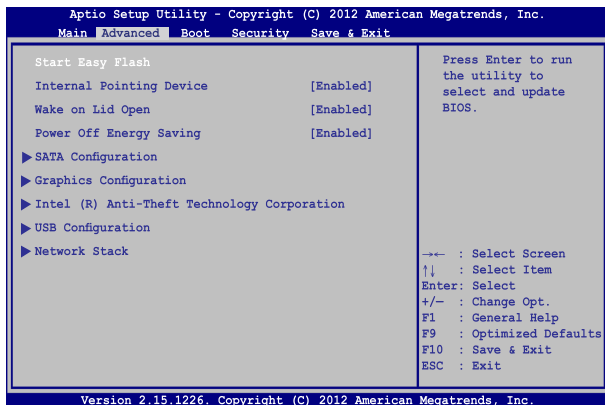 Aptio Setup Utility - Copyright (C) 2012 American Megatrends, Inc.
Main Advanced Boot Security Save & Exit
Start Easy Flash
Internal Pointing Device [Enabled]
Wake on Lid Open [Enabled]
Power Off Energy Saving [Enabled]
SATA Configuration
Graphics Configuration
Intel (R) Anti-Theft Technology Corporation
USB Configuration
Network Stack
Press Enter to run
the utility to
select and update
BIOS.
→← : Select Screen
↑↓ : Select Item
Enter: Select
+/— : Change Opt.
F1 : General Help
F9 : Optimized Defaults
F10 : Save & Exit
ESC : Exit
Version 2.15.1226. Copyright (C) 2012 American Megatrends, Inc.